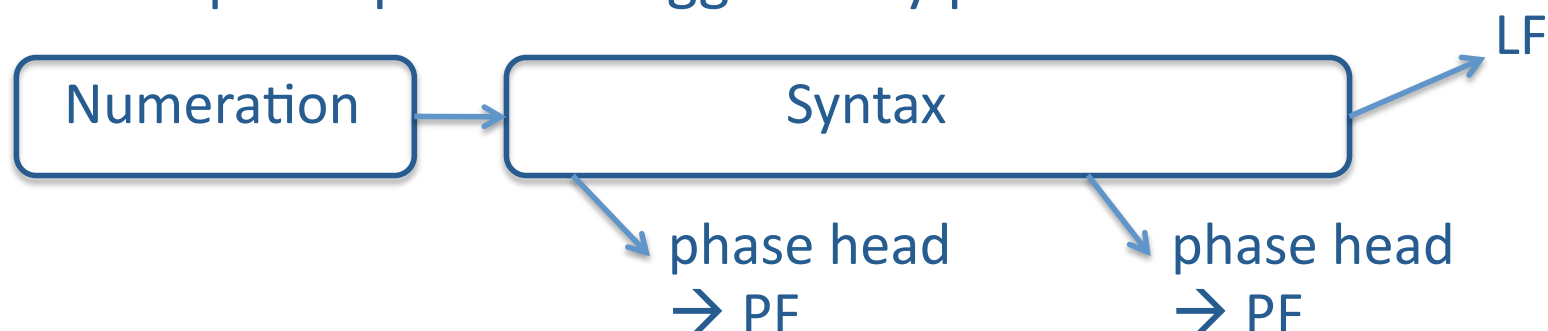 LF
Numeration
Syntax
phase head
→ PF
phase head
→ PF